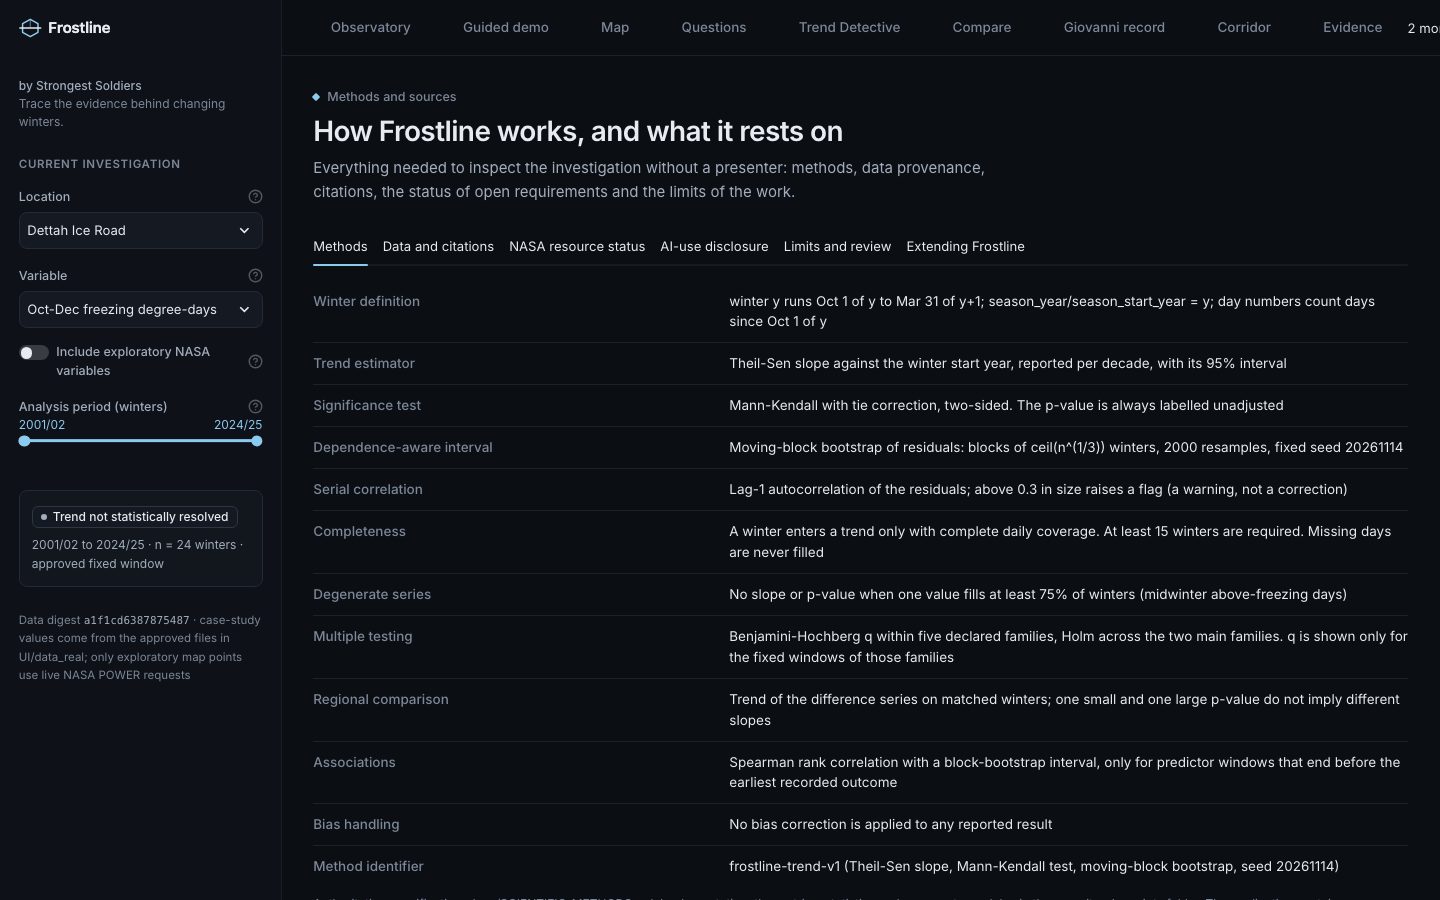 Frostline
Observatory
Guided demo
Map
Questions
Trend Detective
Compare
Giovanni record
Corridor
Evidence
2 mo
by Strongest Soldiers
Trace the evidence behind changing
winters.
CURRENT INVESTIGATION
Location
Dettah Ice Road
Variable
Oct-Dec freezing degree-days
Include exploratory NASA
variables
Analysis period (winters)
2001/02
2024/25
Trend not statistically resolved
2001/02 to 2024/25 · n = 24 winters ·
approved fixed window
Data digest a1f1cd6387875487 · case-study
values come from the approved files in
UI/data_real; only exploratory map points
use live NASA POWER requests
Methods and sources
How Frostline works, and what it rests on
Everything needed to inspect the investigation without a presenter: methods, data provenance,
citations, the status of open requirements and the limits of the work.
Methods
Data and citations
NASA resource status
AI-use disclosure
Limits and review
Extending Frostline
Winter definition
winter y runs Oct 1 of y to Mar 31 of y+1; season_year/season_start_year = y; day numbers count days
since Oct 1 of y
Trend estimator
Theil-Sen slope against the winter start year, reported per decade, with its 95% interval
Significance test
Mann-Kendall with tie correction, two-sided. The p-value is always labelled unadjusted
Dependence-aware interval
Moving-block bootstrap of residuals: blocks of ceil(n^(1/3)) winters, 2000 resamples, fixed seed 20261114
Serial correlation
Lag-1 autocorrelation of the residuals; above 0.3 in size raises a flag (a warning, not a correction)
Completeness
A winter enters a trend only with complete daily coverage. At least 15 winters are required. Missing days
are never filled
Degenerate series
No slope or p-value when one value fills at least 75% of winters (midwinter above-freezing days)
Multiple testing
Benjamini-Hochberg q within five declared families, Holm across the two main families. q is shown only for
the fixed windows of those families
Regional comparison
Trend of the difference series on matched winters; one small and one large p-value do not imply different
slopes
Associations
Spearman rank correlation with a block-bootstrap interval, only for predictor windows that end before the
earliest recorded outcome
Bias handling
No bias correction is applied to any reported result
Method identifier
frostline-trend-v1 (Theil-Sen slope, Mann-Kendall test, moving-block bootstrap, seed 20261114)